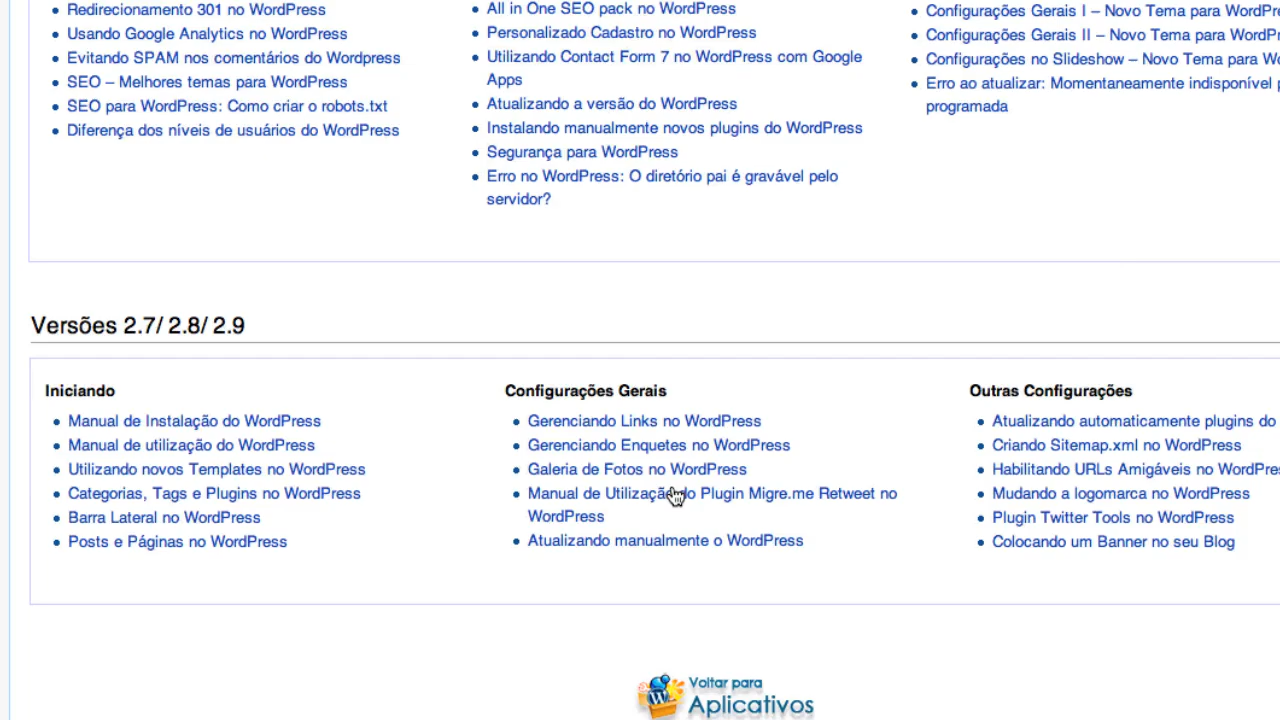 Redirecionamento 301 no WordPress
Usando Google Analytics no WordPress
Evitando SPAM nos comentários do Wordpress
SEO – Melhores temas para WordPress
SEO para WordPress: Como criar o robots.txt
Diferença dos níveis de usuários do WordPress
All in One SEO pack no WordPress
Personalizado Cadastro no WordPress
Utilizando Contact Form 7 no WordPress com Google
Apps
Atualizando a versão do WordPress
Instalando manualmente novos plugins do WordPress
Segurança para WordPress
Erro no WordPress: O diretório pai é gravável pelo
servidor?
Configurações Gerais I – Novo Tema para WordPre
Configurações Gerais II – Novo Tema para WordPr
Configurações no Slideshow – Novo Tema para Wo
Erro ao atualizar: Momentaneamente indisponível p
programada
Versões 2.7/ 2.8/ 2.9
Iniciando
Manual de Instalação do WordPress
Manual de utilização do WordPress
Utilizando novos Templates no WordPress
Categorias, Tags e Plugins no WordPress
Barra Lateral no WordPress
Posts e Páginas no WordPress
Configurações Gerais
Gerenciando Links no WordPress
Gerenciando Enquetes no WordPress
Galeria de Fotos no WordPress
Manual de Utilização do Plugin Migre.me Retweet no
WordPress
Atualizando manualmente o WordPress
Outras Configurações
Atualizando automaticamente plugins do
Criando Sitemap.xml no WordPress
Habilitando URLs Amigáveis no WordPres
Mudando a logomarca no WordPress
Plugin Twitter Tools no WordPress
Colocando um Banner no seu Blog
Voltar para
Aplicativos